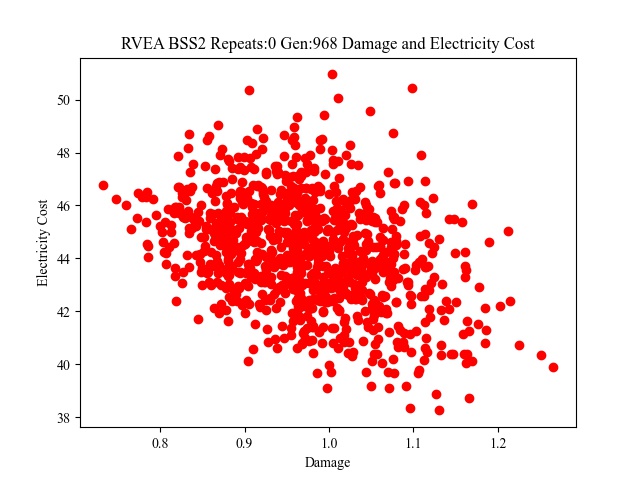 RVEA BSS2 Repeats:0 Gen:968 Damage and Electricity Cost
50
48
46
44
42
40
38
Electricity Cost
0.8 0.9 1.0 1.1 1.2
Damage